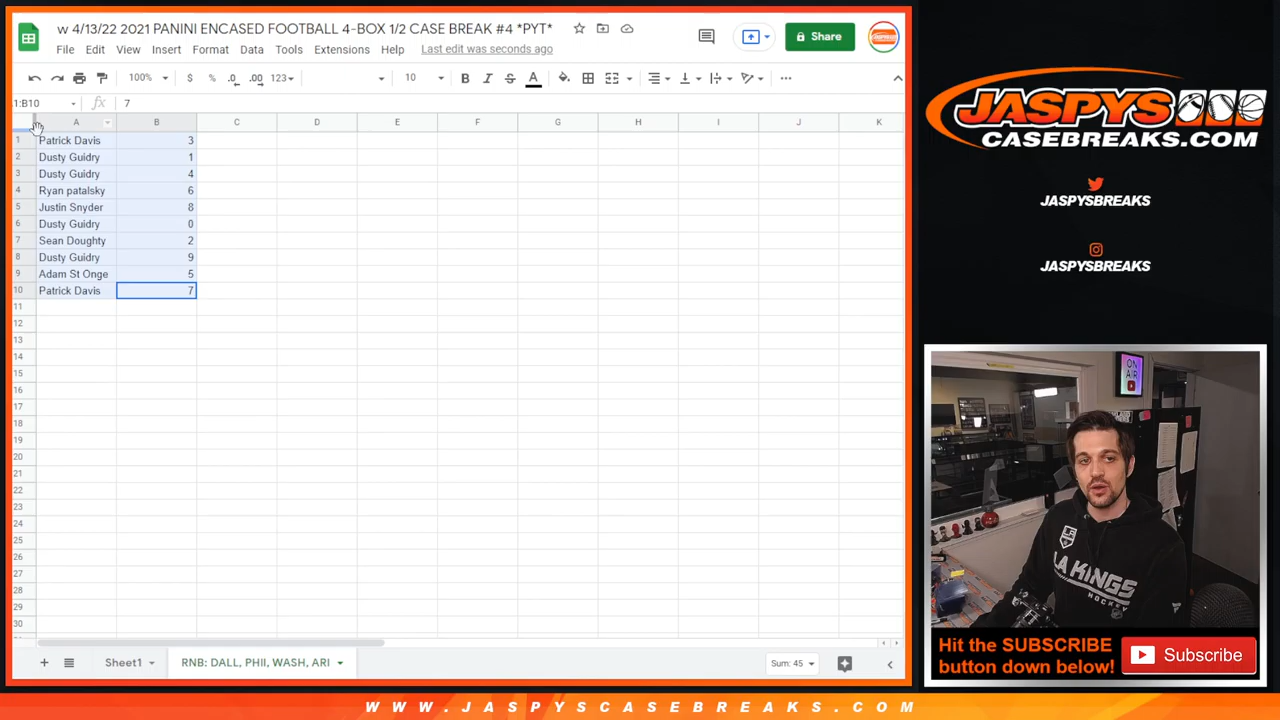 w 4/13/22 2021 PANINI ENCASED FOOTBALL 4-BOX 1/2 CASE BREAK #4 *PYT*
File Edit View Insert Format Data Tools Extensions Help Last edit was seconds ago
Share
100% $ % .0 .00 123 10 B I S A
1:B10 fx 7
A B C D E F G H I J K
1 Patrick Davis 3
2 Dusty Guidry 1
3 Dusty Guidry 4
4 Ryan patalsky 6
5 Justin Snyder 8
6 Dusty Guidry 0
7 Sean Doughty 2
8 Dusty Guidry 9
9 Adam St Onge 5
10 Patrick Davis 7
11
12
13
14
15
16
17
18
19
20
21
22
23
24
25
26
27
28
29
30
Sheet1 RNB: DALL, PHII, WASH, ARI Sum: 45
JASPYS
CASEBREAKS.COM
JASPYSBREAKS
JASPYSBREAKS
ON
AIR
LA KINGS
HOCKEY
Hit the SUBSCRIBE
button down below!
Subscribe
WWW.JASPYSCASEBREAKS.COM